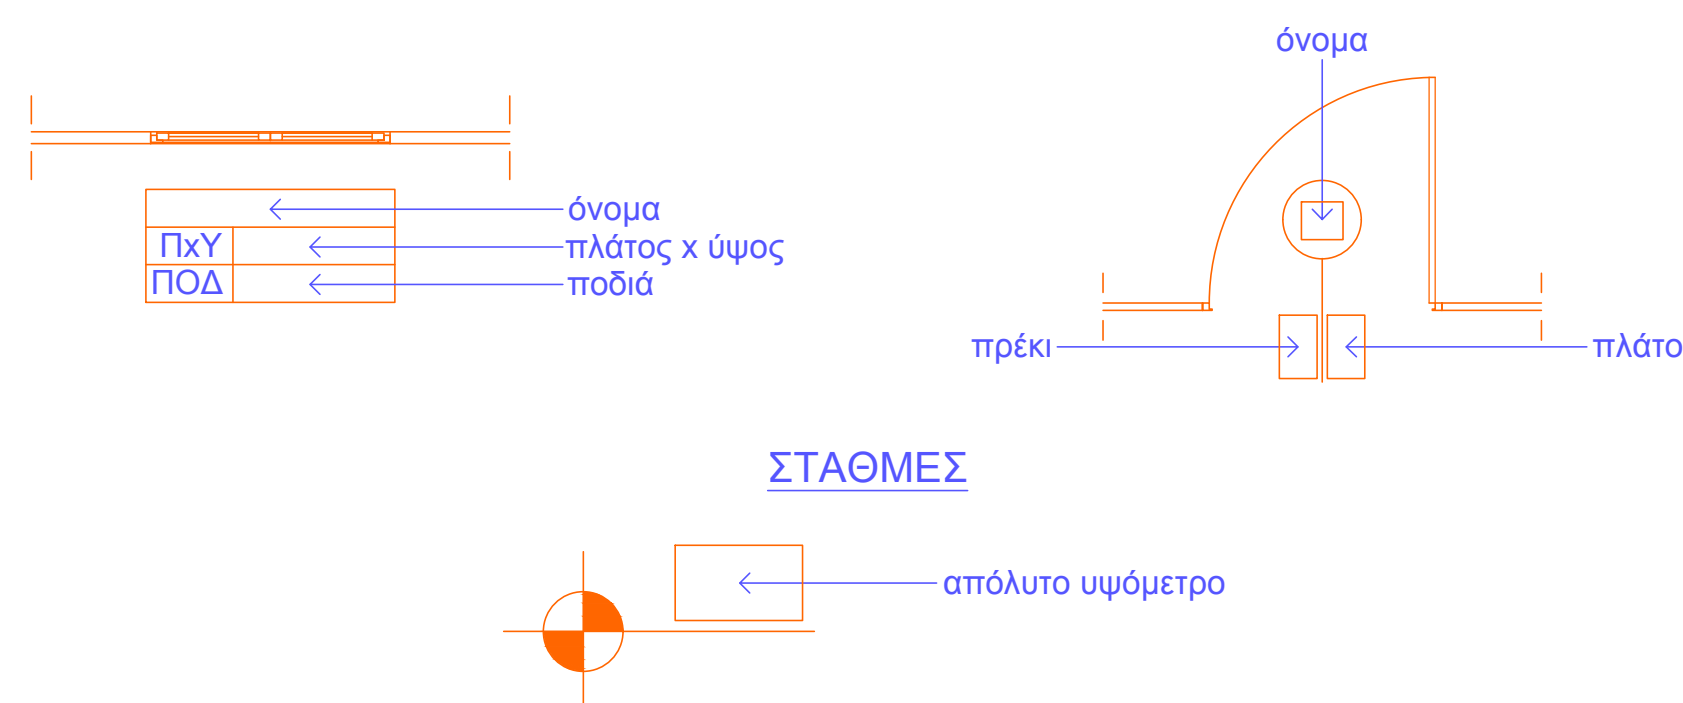 όνομα
όνομα
ΠxΥ
πλάτος x ύψος
ΠΟΔ
ποδιά
πρέκι
πλάτο
ΣΤΑΘΜΕΣ
απόλυτο υψόμετρο